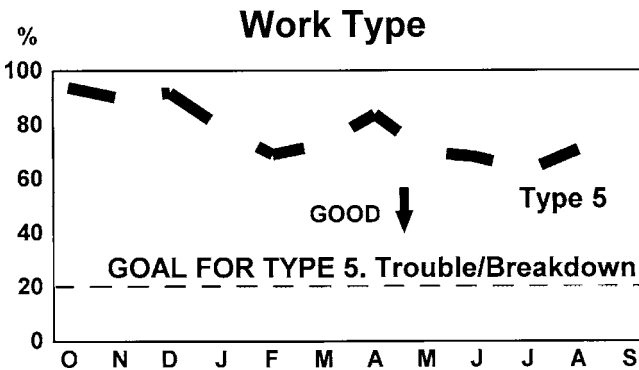 Work Type
%
100
80
60
40
20
0
Type 5
GOOD
GOAL FOR TYPE 5. Trouble/Breakdown
O N D J F M A M J J A S